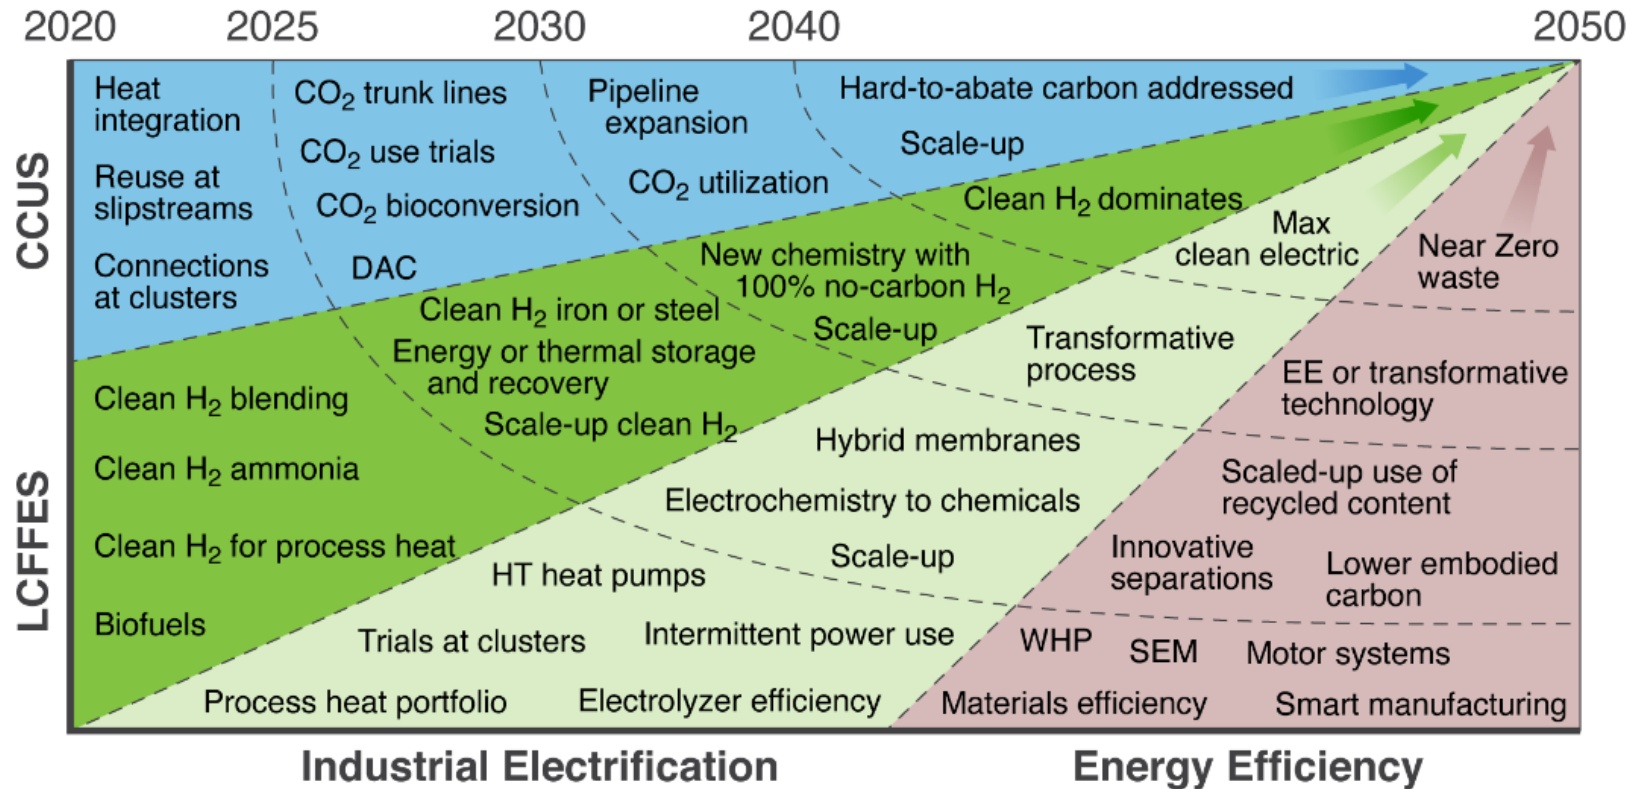 2020 2025 2030 2040 2050
CCUS
Heat
integration
Reuse at
slipstreams
Connections
at clusters
CO₂ trunk lines
CO₂ use trials
CO₂ bioconversion
DAC
Pipeline
expansion
CO₂ utilization
Hard-to-abate carbon addressed
Scale-up
LCFFES
Clean H₂ blending
Clean H₂ ammonia
Clean H₂ for process heat
Biofuels
Clean H₂ iron or steel
Energy or thermal storage
and recovery
Scale-up clean H₂
New chemistry with
100% no-carbon H₂
Scale-up
Clean H₂ dominates
HT heat pumps
Trials at clusters
Intermittent power use
Process heat portfolio
Electrolyzer efficiency
Hybrid membranes
Electrochemistry to chemicals
Scale-up
Transformative
process
Max
clean electric
WHP
SEM
Motor systems
Materials efficiency
Smart manufacturing
Scaled-up use of
recycled content
Innovative
separations
Lower embodied
carbon
EE or transformative
technology
Near Zero
waste
Industrial Electrification
Energy Efficiency